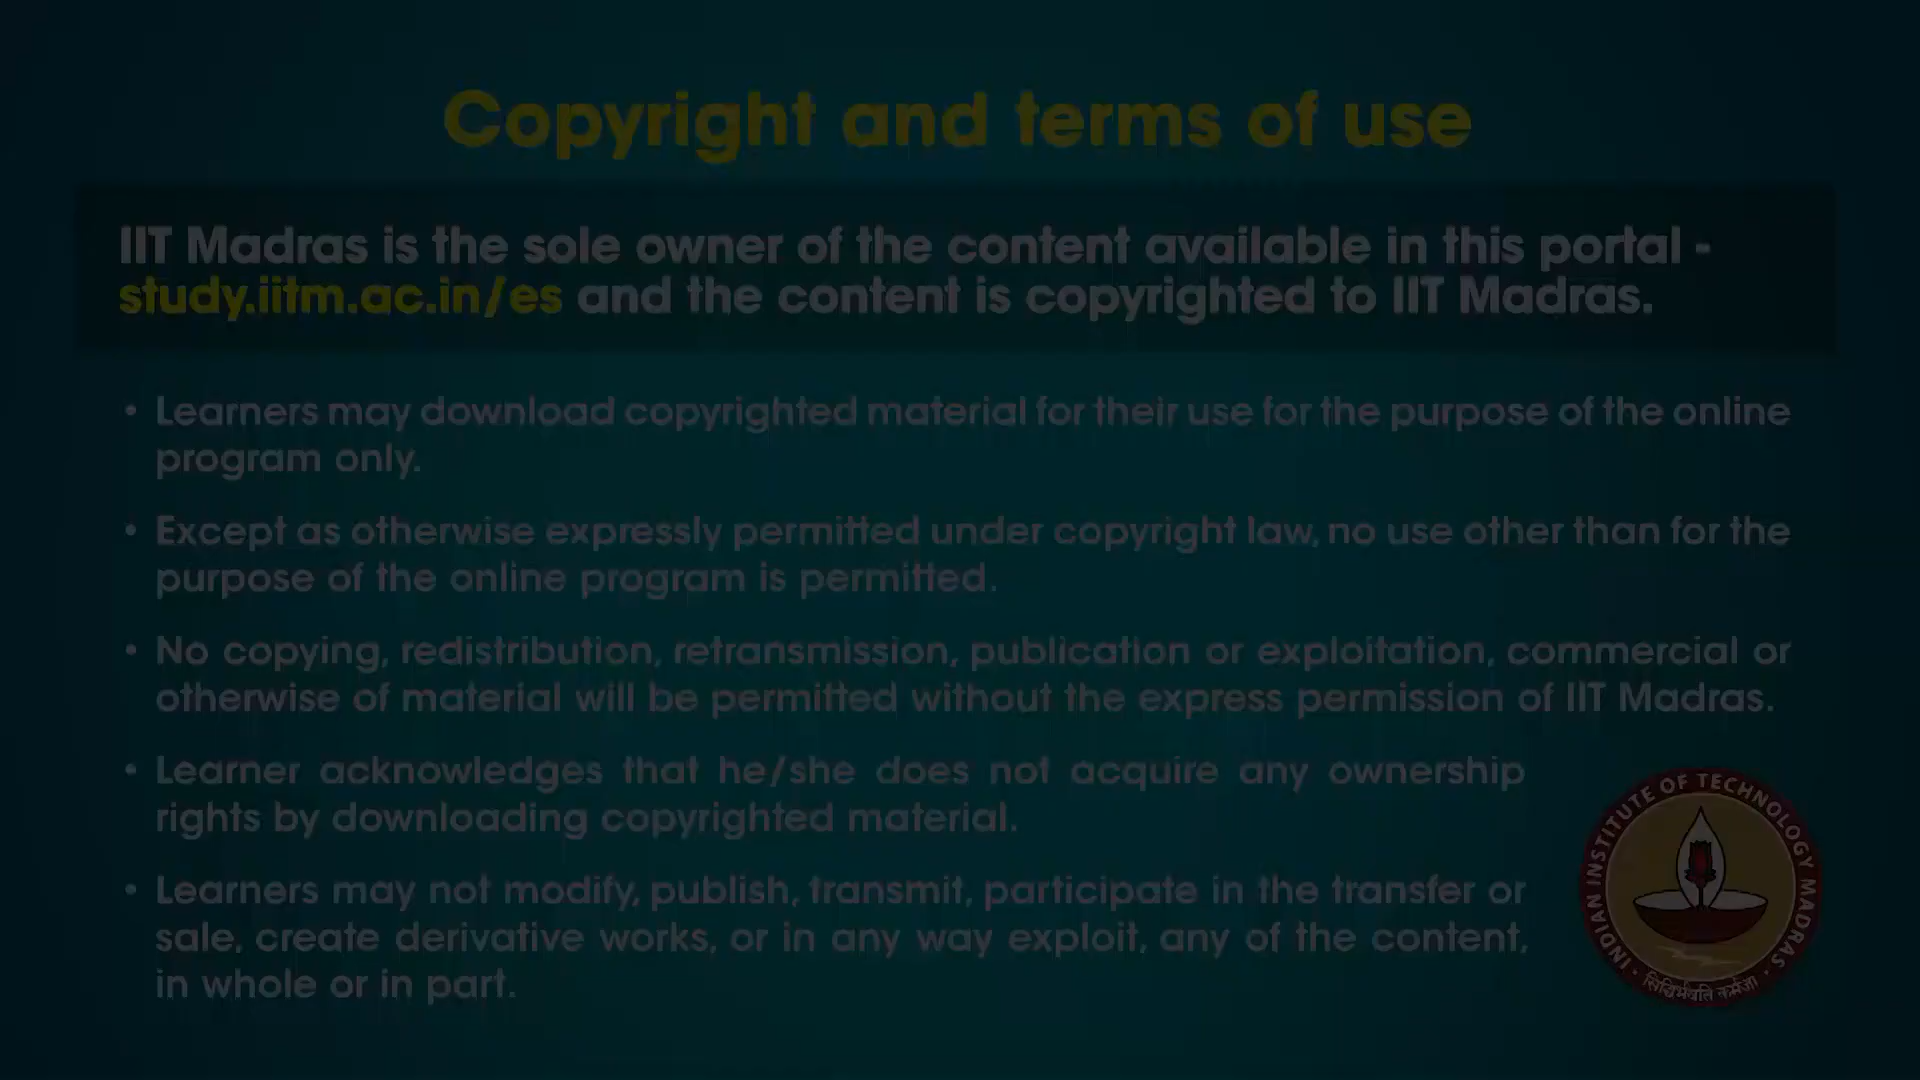 Copyright and terms of use
IIT Madras is the sole owner of the content available in this portal -
study.iitm.ac.in/es and the content is copyrighted to IIT Madras.
• Learners may download copyrighted material for their use for the purpose of the online
program only.
• Except as otherwise expressly permitted under copyright law, no use other than for the
purpose of the online program is permitted.
• No copying, redistribution, retransmission, publication or exploitation, commercial or
otherwise of material will be permitted without the express permission of IIT Madras.
• Learner acknowledges that he/she does not acquire any ownership
rights by downloading copyrighted material.
• Learners may not modify, publish, transmit, participate in the transfer or
sale, create derivative works, or in any way exploit, any of the content,
in whole or in part.
INDIAN INSTITUTE OF TECHNOLOGY MADRAS
सिद्धिर्भवति कर्मजा